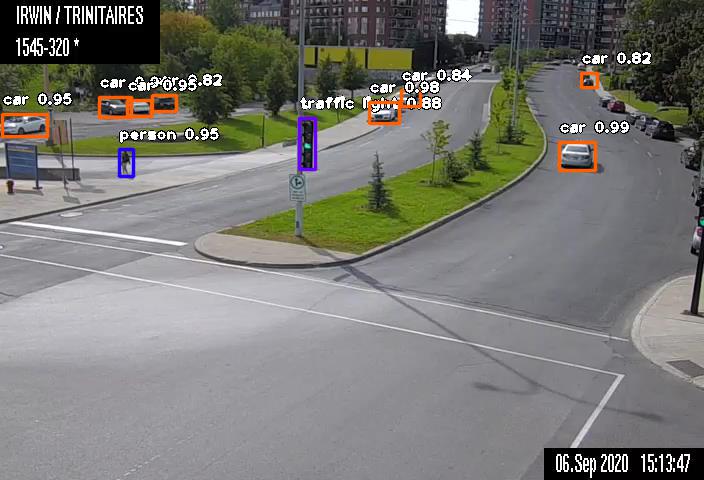 IRWIN / TRINITAIRES
1545-320 *
car 0.82
car 0.84
car 0.82
car 0.95
car 0.98
car 0.95
traffic light 0.88
car 0.99
person 0.95
06.Sep 2020 15:13:47